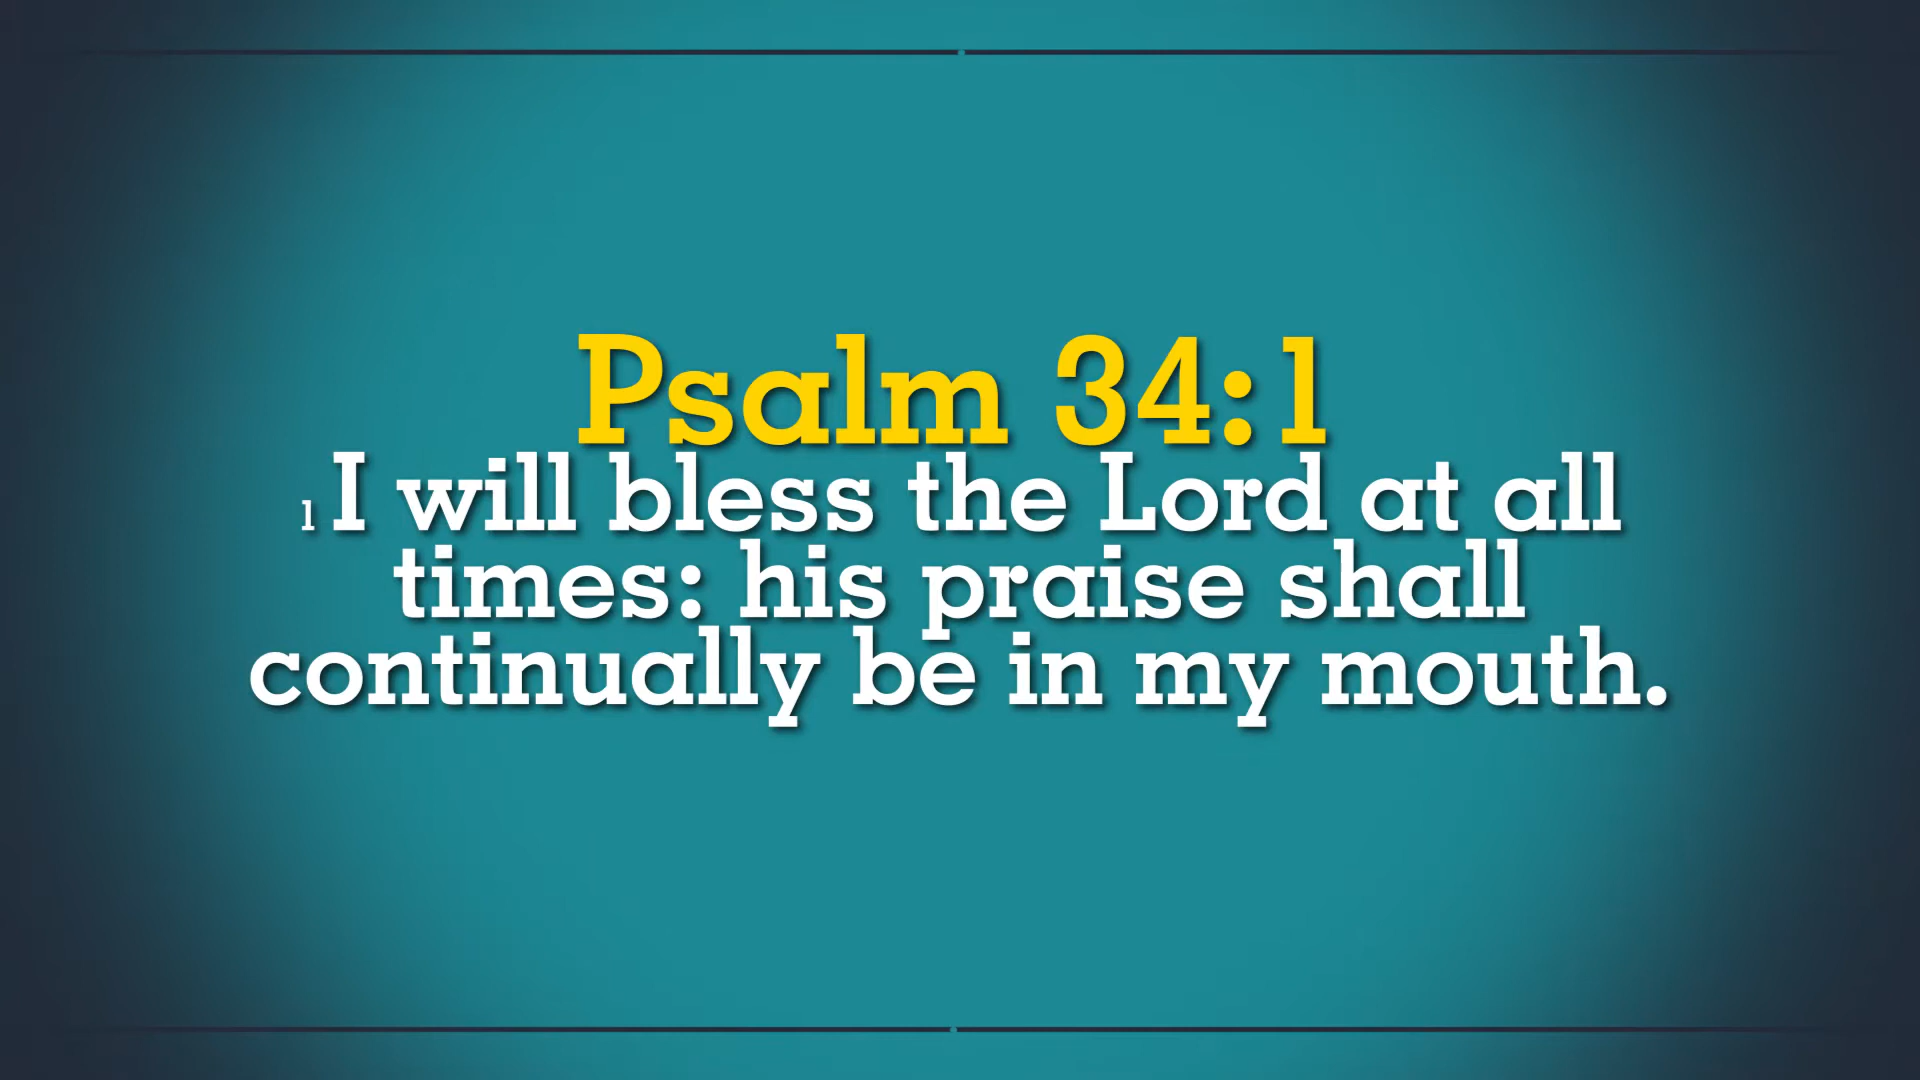 Psalm 34:1
1 I will bless the Lord at all
times: his praise shall
continually be in my mouth.